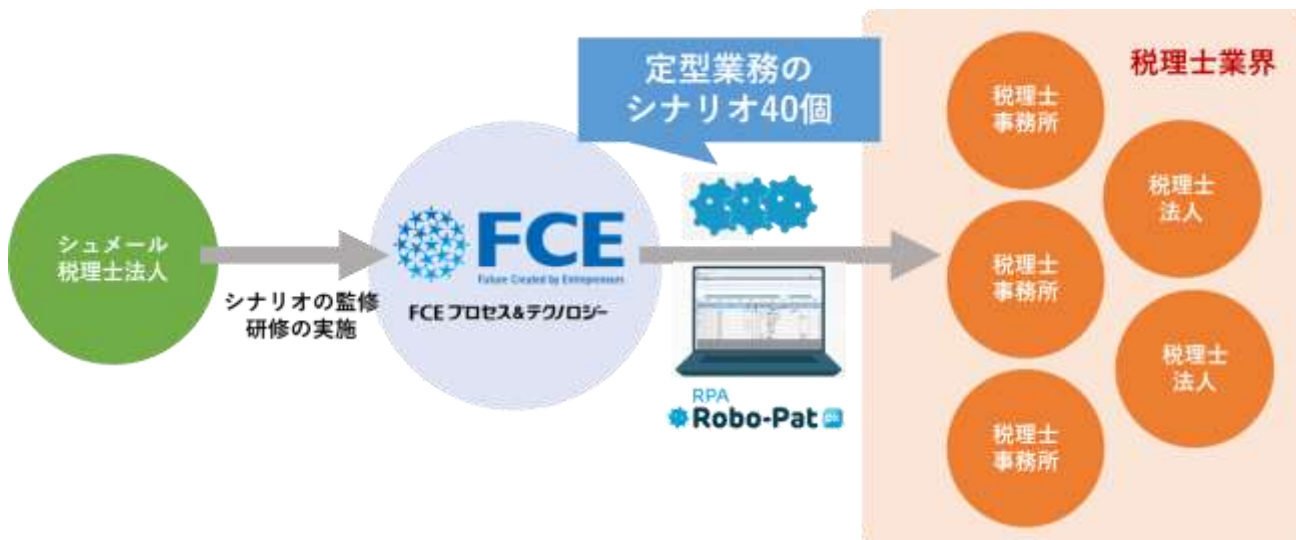 シュメール
税理士法人
シナリオの監修
研修の実施
FCE
Future Created by Entrepreneurs
FCE プロセス&テクノロジー
定型業務の
シナリオ40個
RPA
Robo-Pat
税理士業界
税理士
事務所
税理士
法人
税理士
事務所
税理士
法人
税理士
事務所